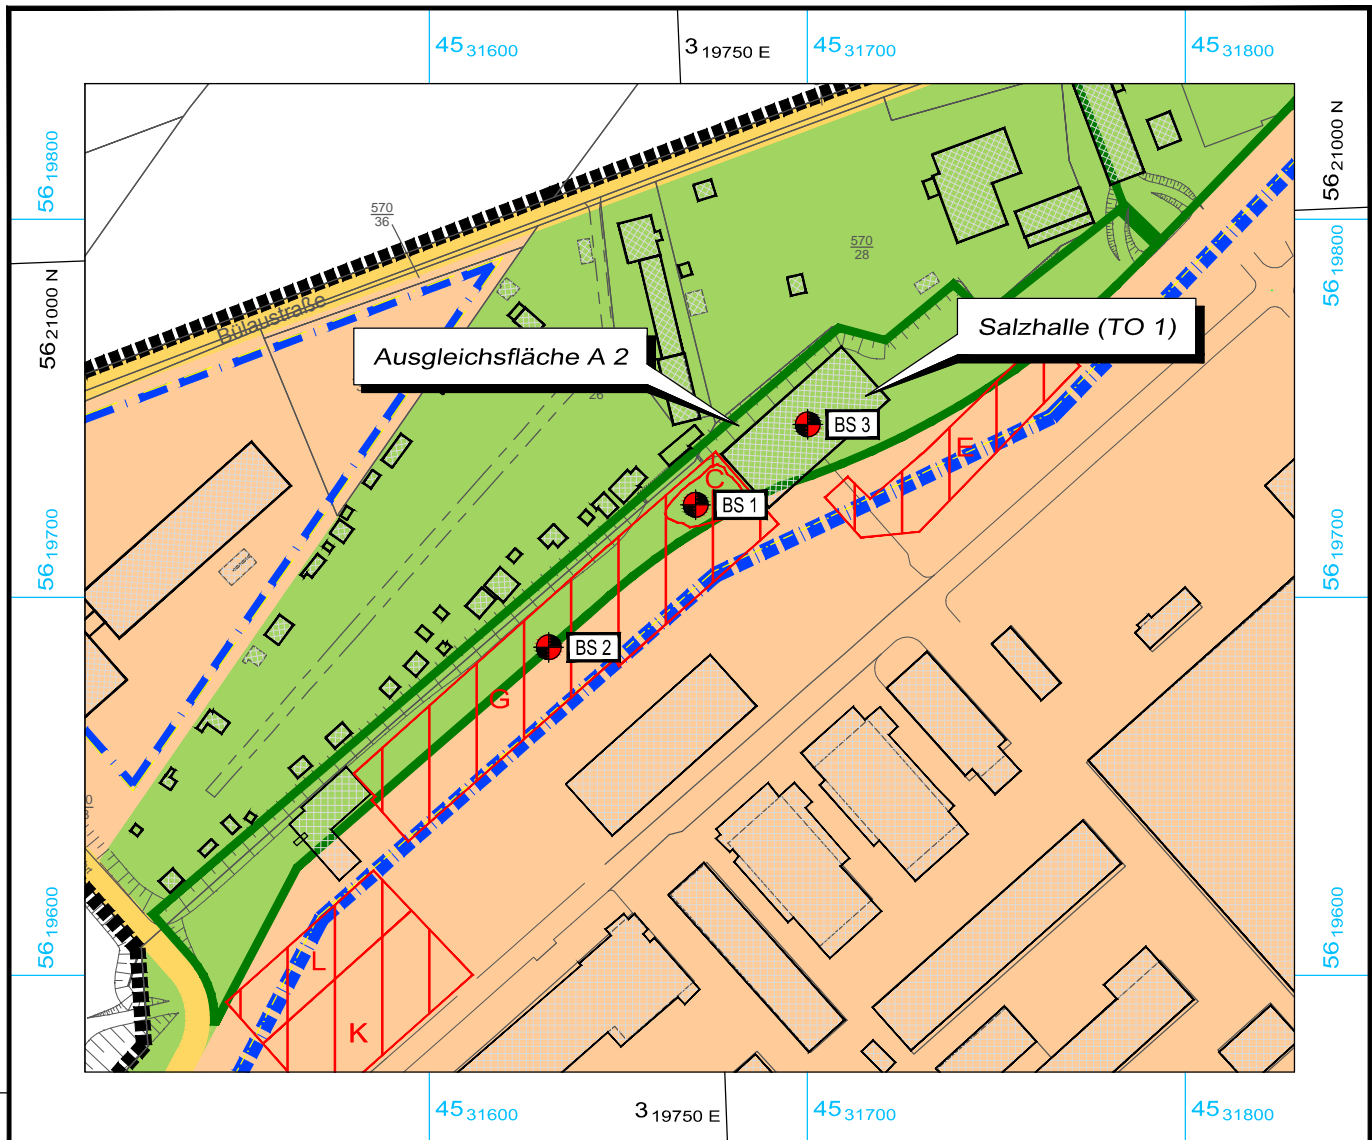 45 31600
3 19750 E
45 31700
45 31800
56 19800
56 21000 N
56 21000 N
56 19800
570
36
570
28
Bülaustraße
Ausgleichsfläche A 2
Salzhalle (TO 1)
26
BS 3
E
C
BS 1
56 19700
56 19700
BS 2
G
L
K
56 19600
56 19600
45 31600
3 19750 E
45 31700
45 31800